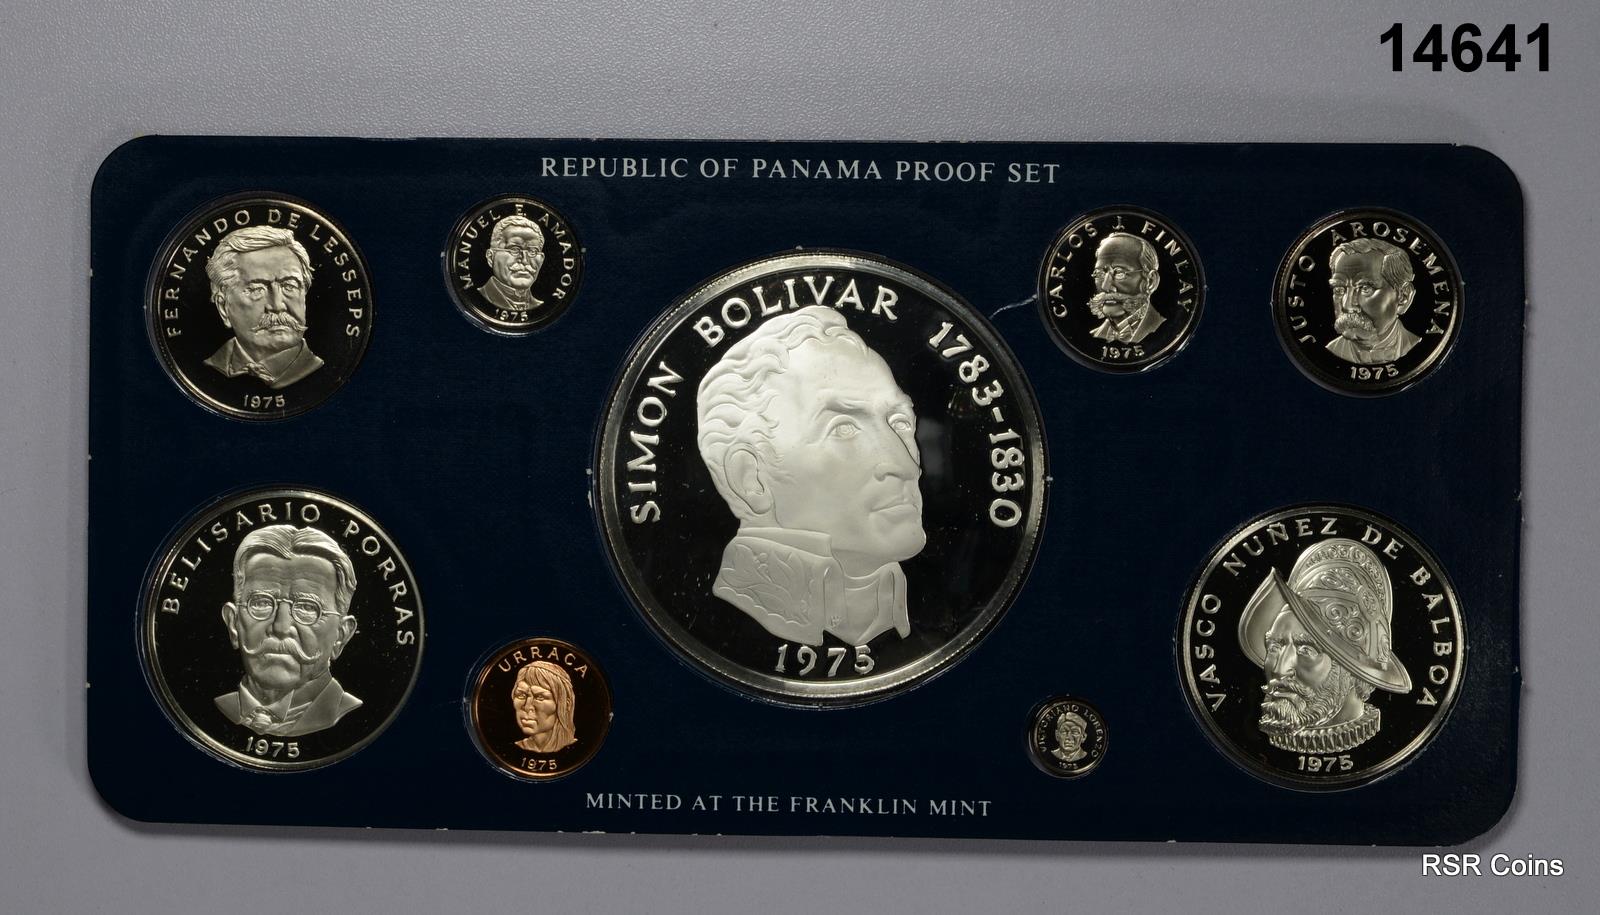 14641
REPUBLIC OF PANAMA PROOF SET
FERNANDO DE LESSEPS
1975
MANUEL E. AMADOR
1975
SIMON BOLIVAR 1783-1830
1975
CARLOS J. FINLAY
1975
JUSTO AROSEMENA
1975
BELISARIO PORRAS
1975
URRACA
1975
VICTORIANO LORENZO
1975
VASCO NUÑEZ DE BALBOA
1975
MINTED AT THE FRANKLIN MINT
RSR Coins